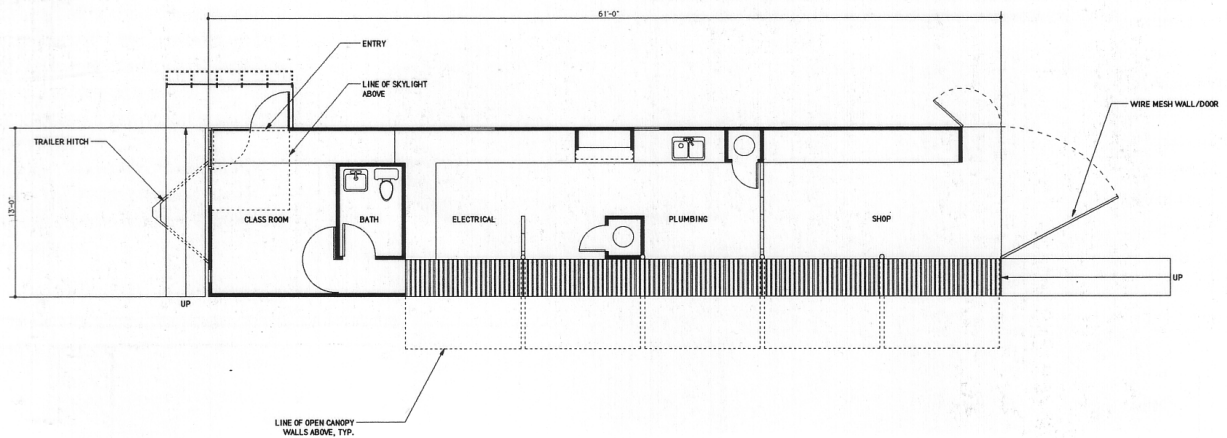 61'-0"
ENTRY
LINE OF SKYLIGHT
ABOVE
WIRE MESH WALL/DOOR
TRAILER HITCH
13'-0"
CLASS ROOM
BATH
ELECTRICAL
PLUMBING
SHOP
UP
UP
LINE OF OPEN CANOPY
WALLS ABOVE, TYP.